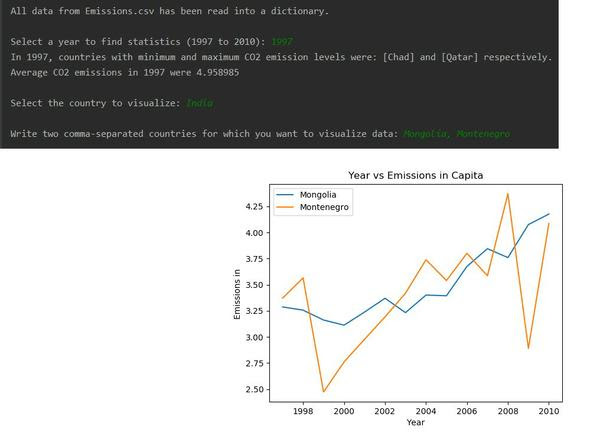 All data from Emissions.csv has been read into a dictionary.
Select a year to find statistics (1997 to 2010): 1997
In 1997, countries with minimum and maximum CO2 emission levels were: [Chad] and [Qatar] respectively.
Average CO2 emissions in 1997 were 4.958985
Select the country to visualize: India
Write two comma-separated countries for which you want to visualize data: Mongolia, Montenegro
Year vs Emissions in Capita
Mongolia
Montenegro
4.25
4.00
3.75
3.50
3.25
3.00
2.75
2.50
Emissions in
1998 2000 2002 2004 2006 2008 2010
Year